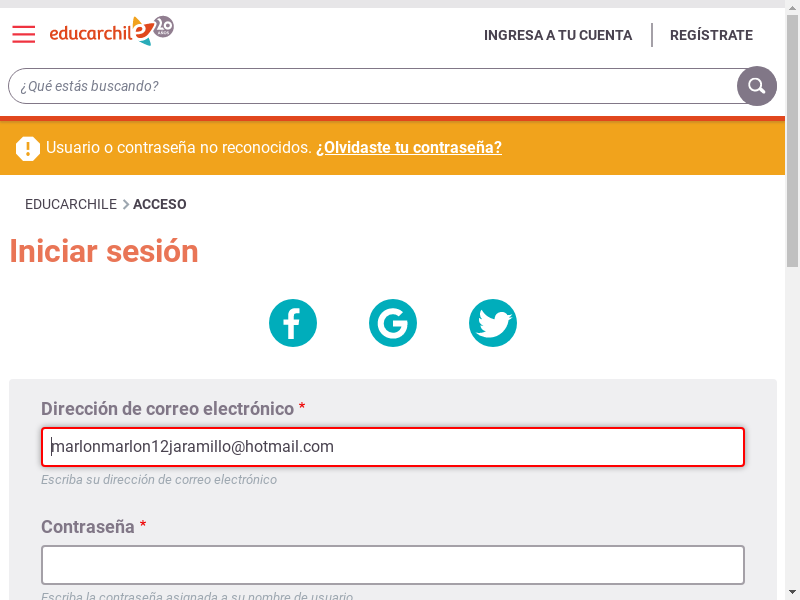 educarchile 20 AÑOS
INGRESA A TU CUENTA
REGÍSTRATE
¿Qué estás buscando?
Usuario o contraseña no reconocidos. ¿Olvidaste tu contraseña?
EDUCARCHILE > ACCESO
Iniciar sesión
Dirección de correo electrónico *
marlonmarlon12jaramillo@hotmail.com
Escriba su dirección de correo electrónico
Contraseña *
Escriba la contraseña asignada a su nombre de usuario.